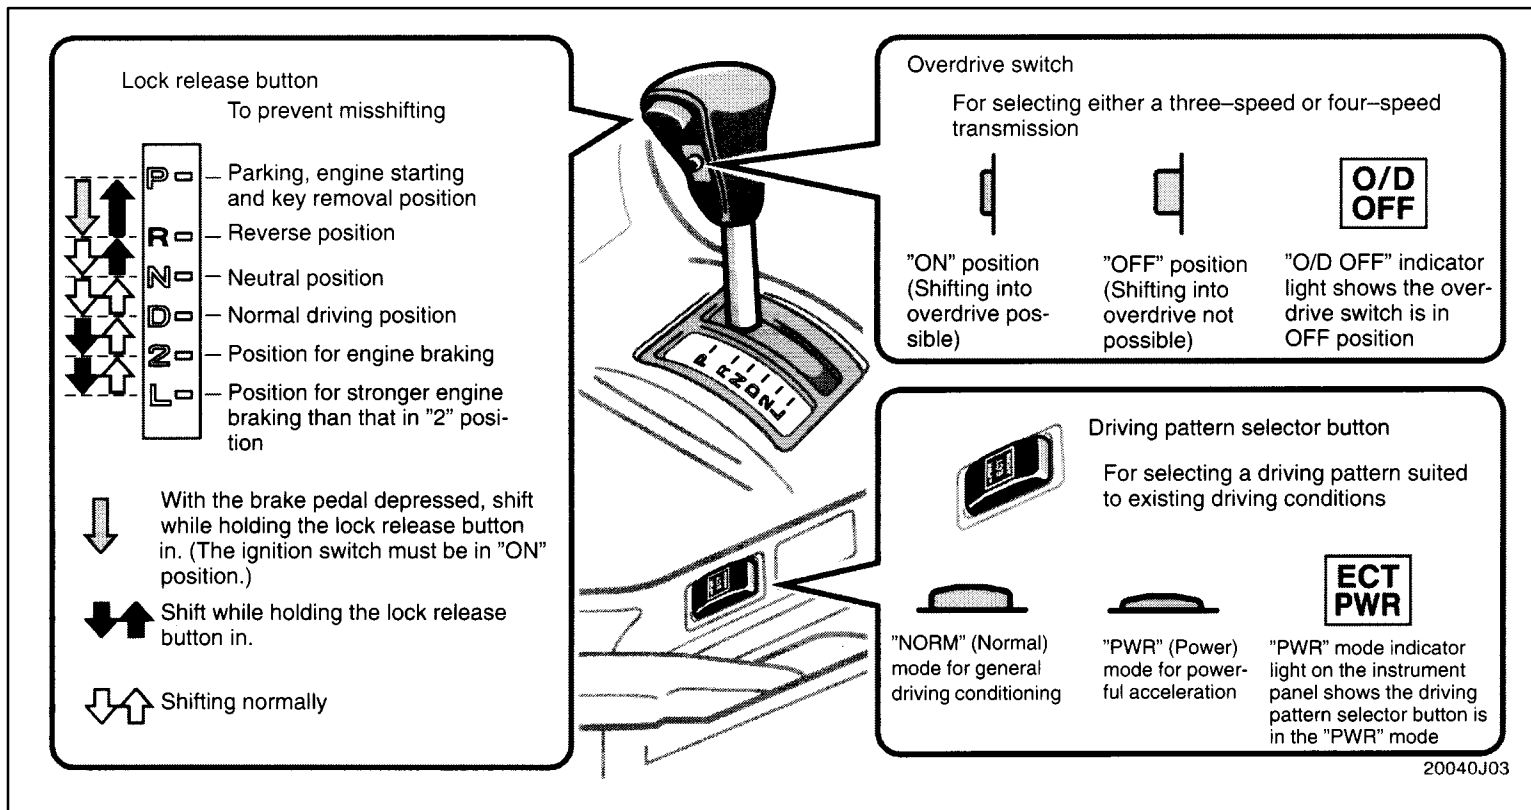 Lock release button
To prevent misshifting
P
Parking, engine starting
and key removal position
R
Reverse position
N
Neutral position
D
Normal driving position
2
Position for engine braking
L
Position for stronger engine
braking than that in "2" posi-
tion
With the brake pedal depressed, shift
while holding the lock release button
in. (The ignition switch must be in "ON"
position.)
Shift while holding the lock release
button in.
Shifting normally
P R N D 2 L
Overdrive switch
For selecting either a three–speed or four–speed
transmission
O/D
OFF
"ON" position
(Shifting into
overdrive pos-
sible)
"OFF" position
(Shifting into
overdrive not
possible)
"O/D OFF" indicator
light shows the over-
drive switch is in
OFF position
Driving pattern selector button
For selecting a driving pattern suited
to existing driving conditions
ECT
PWR
"NORM" (Normal)
mode for general
driving conditioning
"PWR" (Power)
mode for power-
ful acceleration
"PWR" mode indicator
light on the instrument
panel shows the driving
pattern selector button is
in the "PWR" mode
20040J03